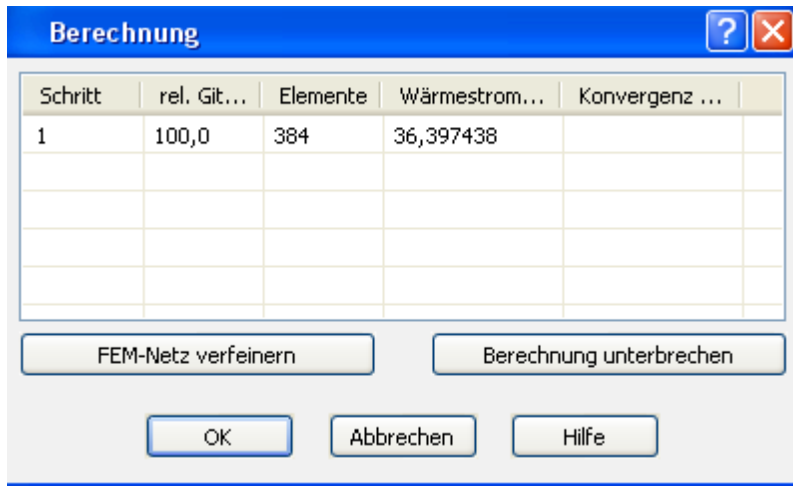 Berechnung
Schritt rel. Git... Elemente Wärmestrom... Konvergenz ...
1 100,0 384 36,397438
FEM-Netz verfeinern Berechnung unterbrechen
OK Abbrechen Hilfe